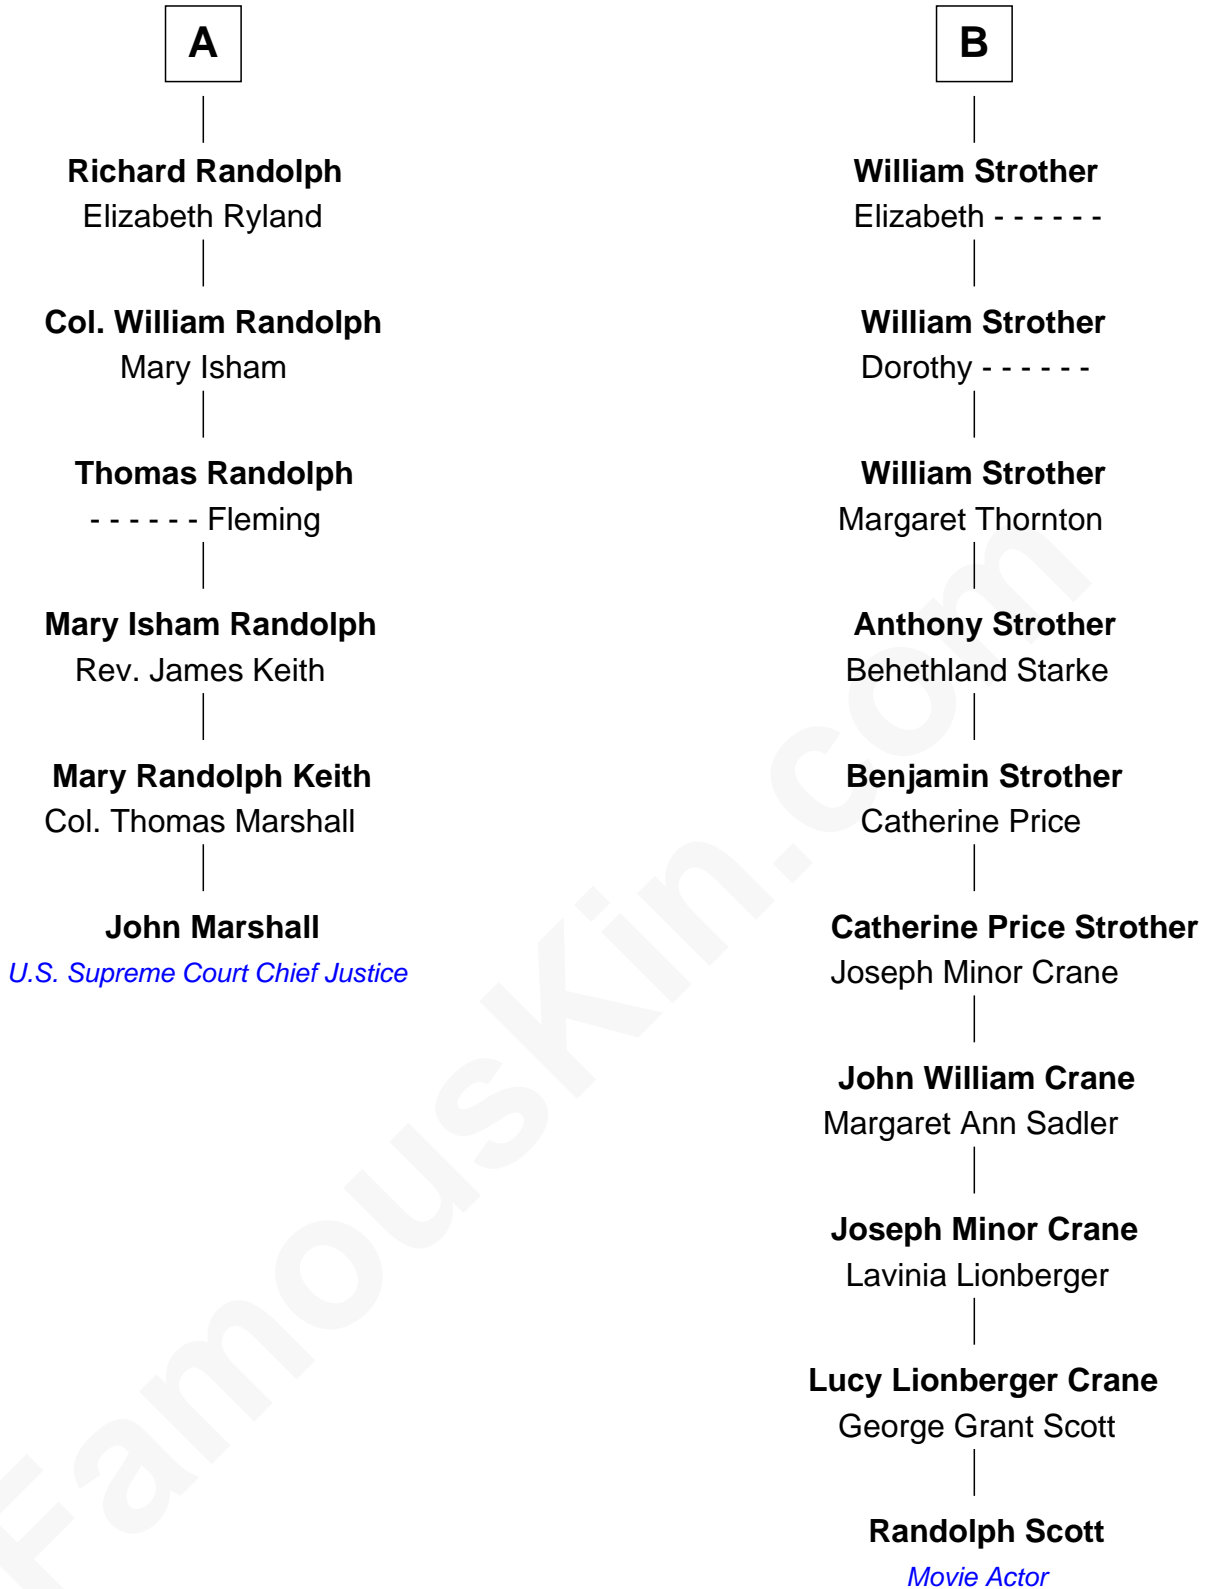 A
Richard Randolph
Elizabeth Ryland
Col. William Randolph
Mary Isham
Thomas Randolph
- - - - - - Fleming
Mary Isham Randolph
Rev. James Keith
Mary Randolph Keith
Col. Thomas Marshall
John Marshall
U.S. Supreme Court Chief Justice
B
William Strother
Elizabeth - - - - - -
William Strother
Dorothy - - - - - -
William Strother
Margaret Thornton
Anthony Strother
Behethland Starke
Benjamin Strother
Catherine Price
Catherine Price Strother
Joseph Minor Crane
John William Crane
Margaret Ann Sadler
Joseph Minor Crane
Lavinia Lionberger
Lucy Lionberger Crane
George Grant Scott
Randolph Scott
Movie Actor
FamousKin.com